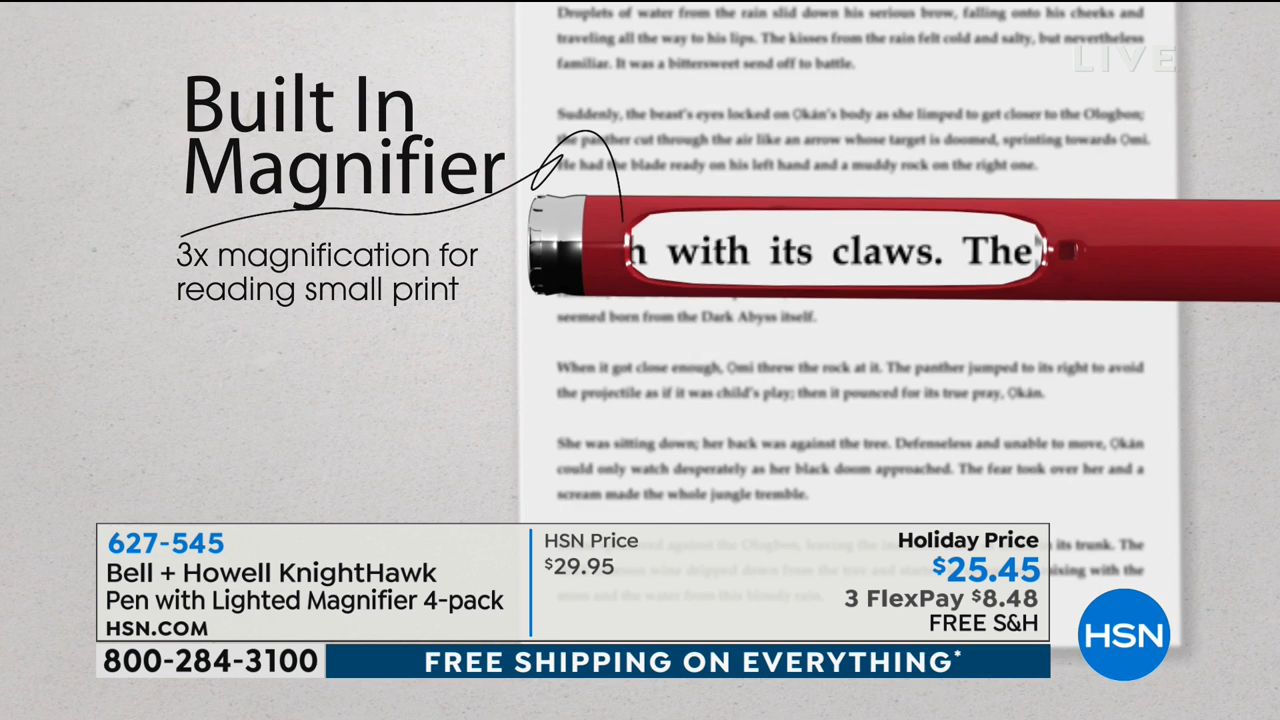 Droplets of water from the rain slid down his serious brow, falling onto his cheeks and
traveling all the way to his lips. The kisses from the rain felt cold and salty, but nevertheless
familiar. It was a bittersweet send off to battle.
LIVE
Built In
Magnifier
3x magnification for
reading small print
Suddenly, the beast's eyes locked on Ọkán's body as she limped to get closer to the Ologbon;
the panther cut through the air like an arrow whose target is doomed, sprinting towards Ọmi.
He had the blade ready on his left hand and a muddy rock on the right one.
h with its claws. The
seemed born from the Dark Abyss itself.
When it got close enough, Ọmi threw the rock at it. The panther jumped to its right to avoid
the projectile as if it was child's play; then it pounced for its true pray, Ọkán.
She was sitting down; her back was against the tree. Defenseless and unable to move, Ọkán
could only watch desperately as her black doom approached. The fear took over her and a
scream made the whole jungle tremble.
its trunk. The
mixing with the
627-545
Bell + Howell KnightHawk
Pen with Lighted Magnifier 4-pack
HSN.COM
HSN Price
$29.95
Holiday Price
$25.45
3 FlexPay $8.48
FREE S&H
800-284-3100
FREE SHIPPING ON EVERYTHING*
HSN